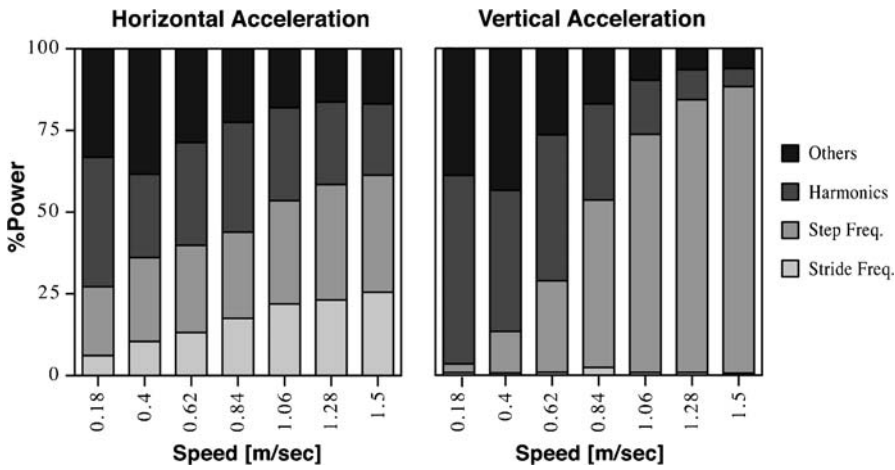 Horizontal Acceleration
Vertical Acceleration
%Power
100
75
50
25
0
0.18
0.4
0.62
0.84
1.06
1.28
1.5
Speed [m/sec]
0.18
0.4
0.62
0.84
1.06
1.28
1.5
Speed [m/sec]
Others
Harmonics
Step Freq.
Stride Freq.